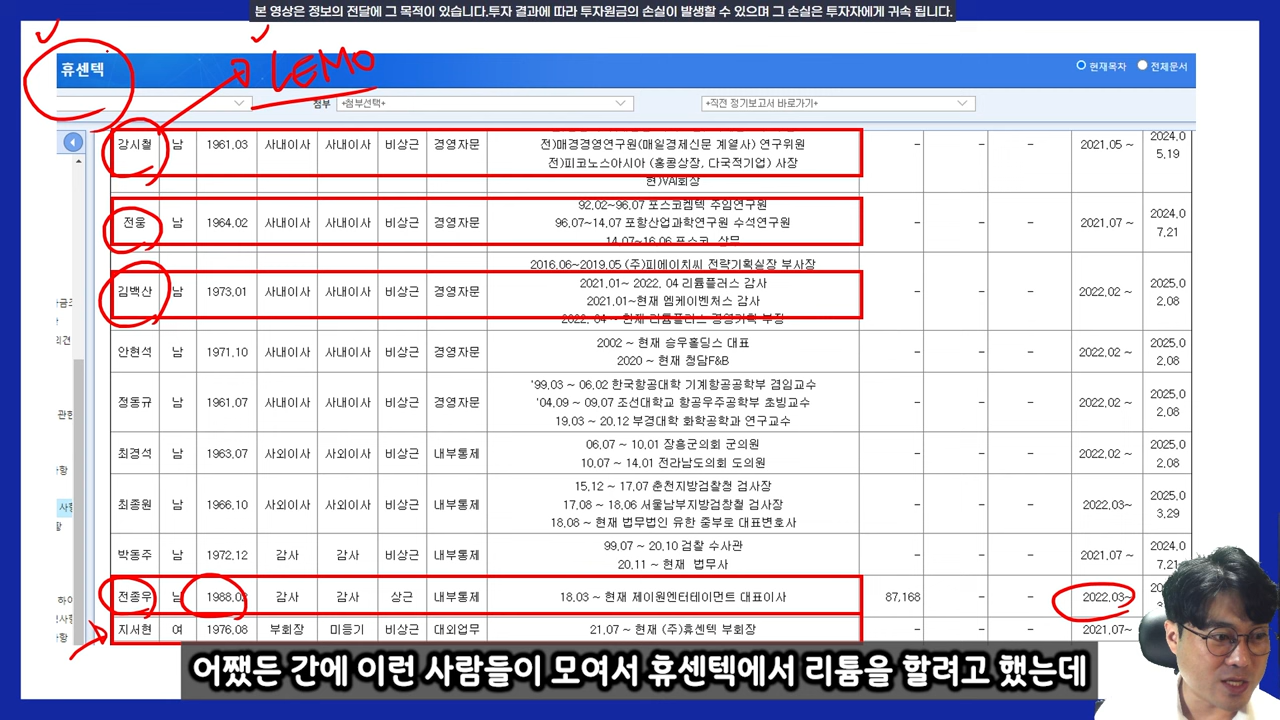 본 영상은 정보의 전달에 그 목적이 있습니다.투자 결과에 따라 투자원금의 손실이 발생할 수 있으며 그 손실은 투자자에게 귀속 됩니다.
휴센텍
LEMO
현재목차 전체문서
첨부 +첨부선택+ +직전 정기보고서 바로가기+
강시철 남 1961.03 사내이사 사내이사 비상근 경영자문 전)매경경영연구원(매일경제신문 계열사) 연구위원 - - - 2021.05 ~ 2024.0
전)피코노스아시아 (홍콩상장, 다국적기업) 사장 5.19
현)VAI회장
92.02~96.07 포스코켐텍 주임연구원
전웅 남 1964.02 사내이사 사내이사 비상근 경영자문 96.07~14.07 포항산업과학연구원 수석연구원 - - - 2021.07 ~ 2024.0
14.07~16.06 포스코 상무 7.21
2016.06~2019.05 (주)피에이치씨 전략기획실장 부사장
김백산 남 1973.01 사내이사 사내이사 비상근 경영자문 2021.01~ 2022. 04 리튬플러스 감사 - - - 2022.02 ~ 2025.0
2021.01~현재 엠케이벤처스 감사 2.08
2022. 04 ~ 현재 리튬플러스 경영기획 부장
안현석 남 1971.10 사내이사 사내이사 비상근 경영자문 2002 ~ 현재 승우홀딩스 대표 - - - 2022.02 ~ 2025.0
2020 ~ 현재 청담F&B 2.08
'99.03 ~ 06.02 한국항공대학 기계항공공학부 겸임교수
정동규 남 1961.07 사내이사 사내이사 비상근 경영자문 '04.09 ~ 09.07 조선대학교 항공우주공학부 초빙교수 - - - 2022.02 ~ 2025.0
19.03 ~ 20.12 부경대학 화학공학과 연구교수 2.08
최경석 남 1963.07 사외이사 사외이사 비상근 내부통제 06.07 ~ 10.01 장흥군의회 군의원 - - - 2022.02 ~ 2025.0
10.07 ~ 14.01 전라남도의회 도의원 2.08
15.12 ~ 17.07 춘천지방검찰청 검사장
최종원 남 1966.10 사외이사 사외이사 비상근 내부통제 17.08 ~ 18.06 서울남부지방검찰청 검사장 - - - 2022.03~ 2025.0
18.08 ~ 현재 법무법인 유한 중부로 대표변호사 3.29
박동주 남 1972.12 감사 감사 비상근 내부통제 99.07 ~ 20.10 검찰 수사관 - - - 2021.07 ~ 2024.0
20.11 ~ 현재 법무사 7.21
전종우 남 1988.02 감사 감사 상근 내부통제 18.03 ~ 현재 제이원엔터테이먼트 대표이사 87,168 - - 2022.03~
지서현 여 1976.08 부회장 미등기 비상근 대외업무 21.07 ~ 현재 (주)휴센텍 부회장 - - - 2021.07~
어쨌든 간에 이런 사람들이 모여서 휴센텍에서 리튬을 할려고 했는데